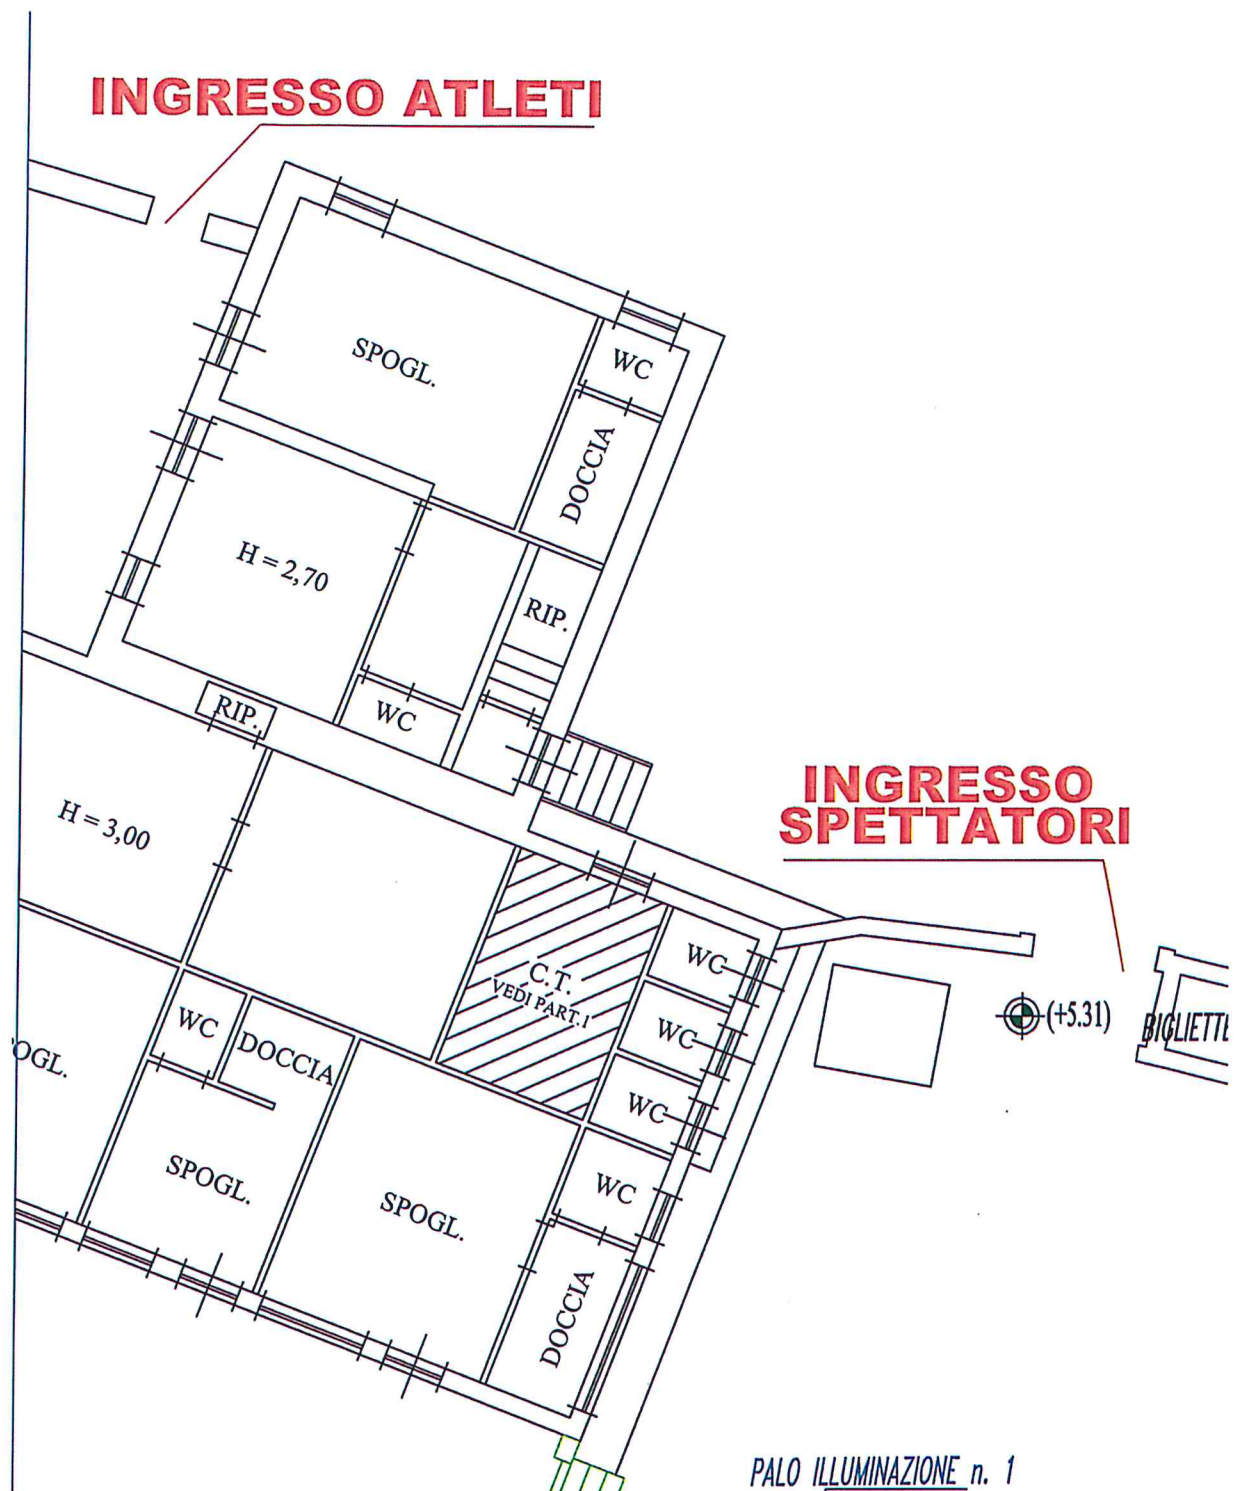 INGRESSO ATLETI
SPOGL.
WC
DOCCIA
H = 2,70
RIP.
RIP.
WC
H = 3,00
INGRESSO
SPETTATORI
C.T.
VEDI PART.1
WC
WC
WC
(+5.31)
BIGLIETTE
WC
DOCCIA
OGL.
SPOGL.
SPOGL.
WC
DOCCIA
PALO ILLUMINAZIONE n. 1